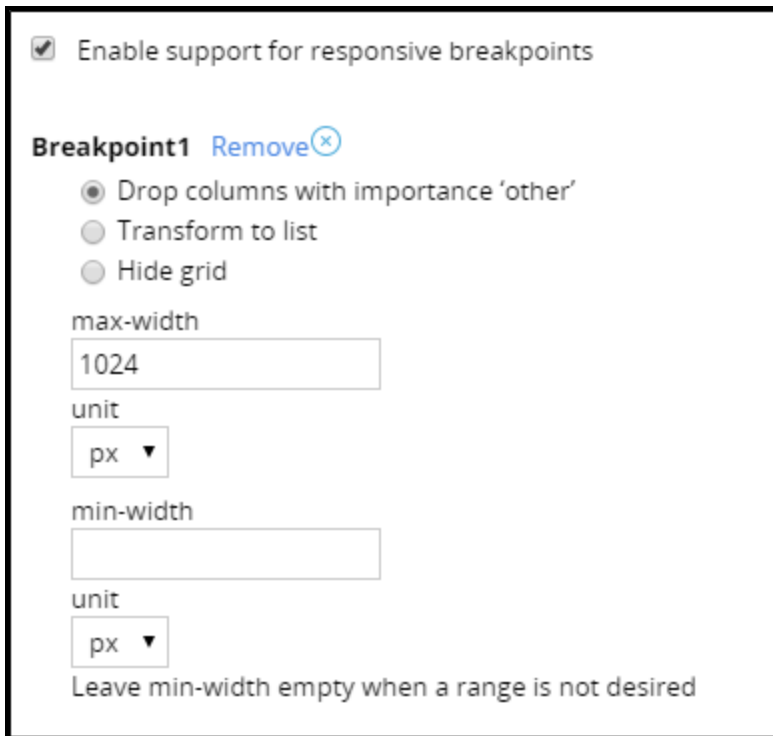 Enable support for responsive breakpoints
Breakpoint1 Remove
Drop columns with importance ‘other’
Transform to list
Hide grid
max-width
1024
unit
px
min-width
unit
px
Leave min-width empty when a range is not desired